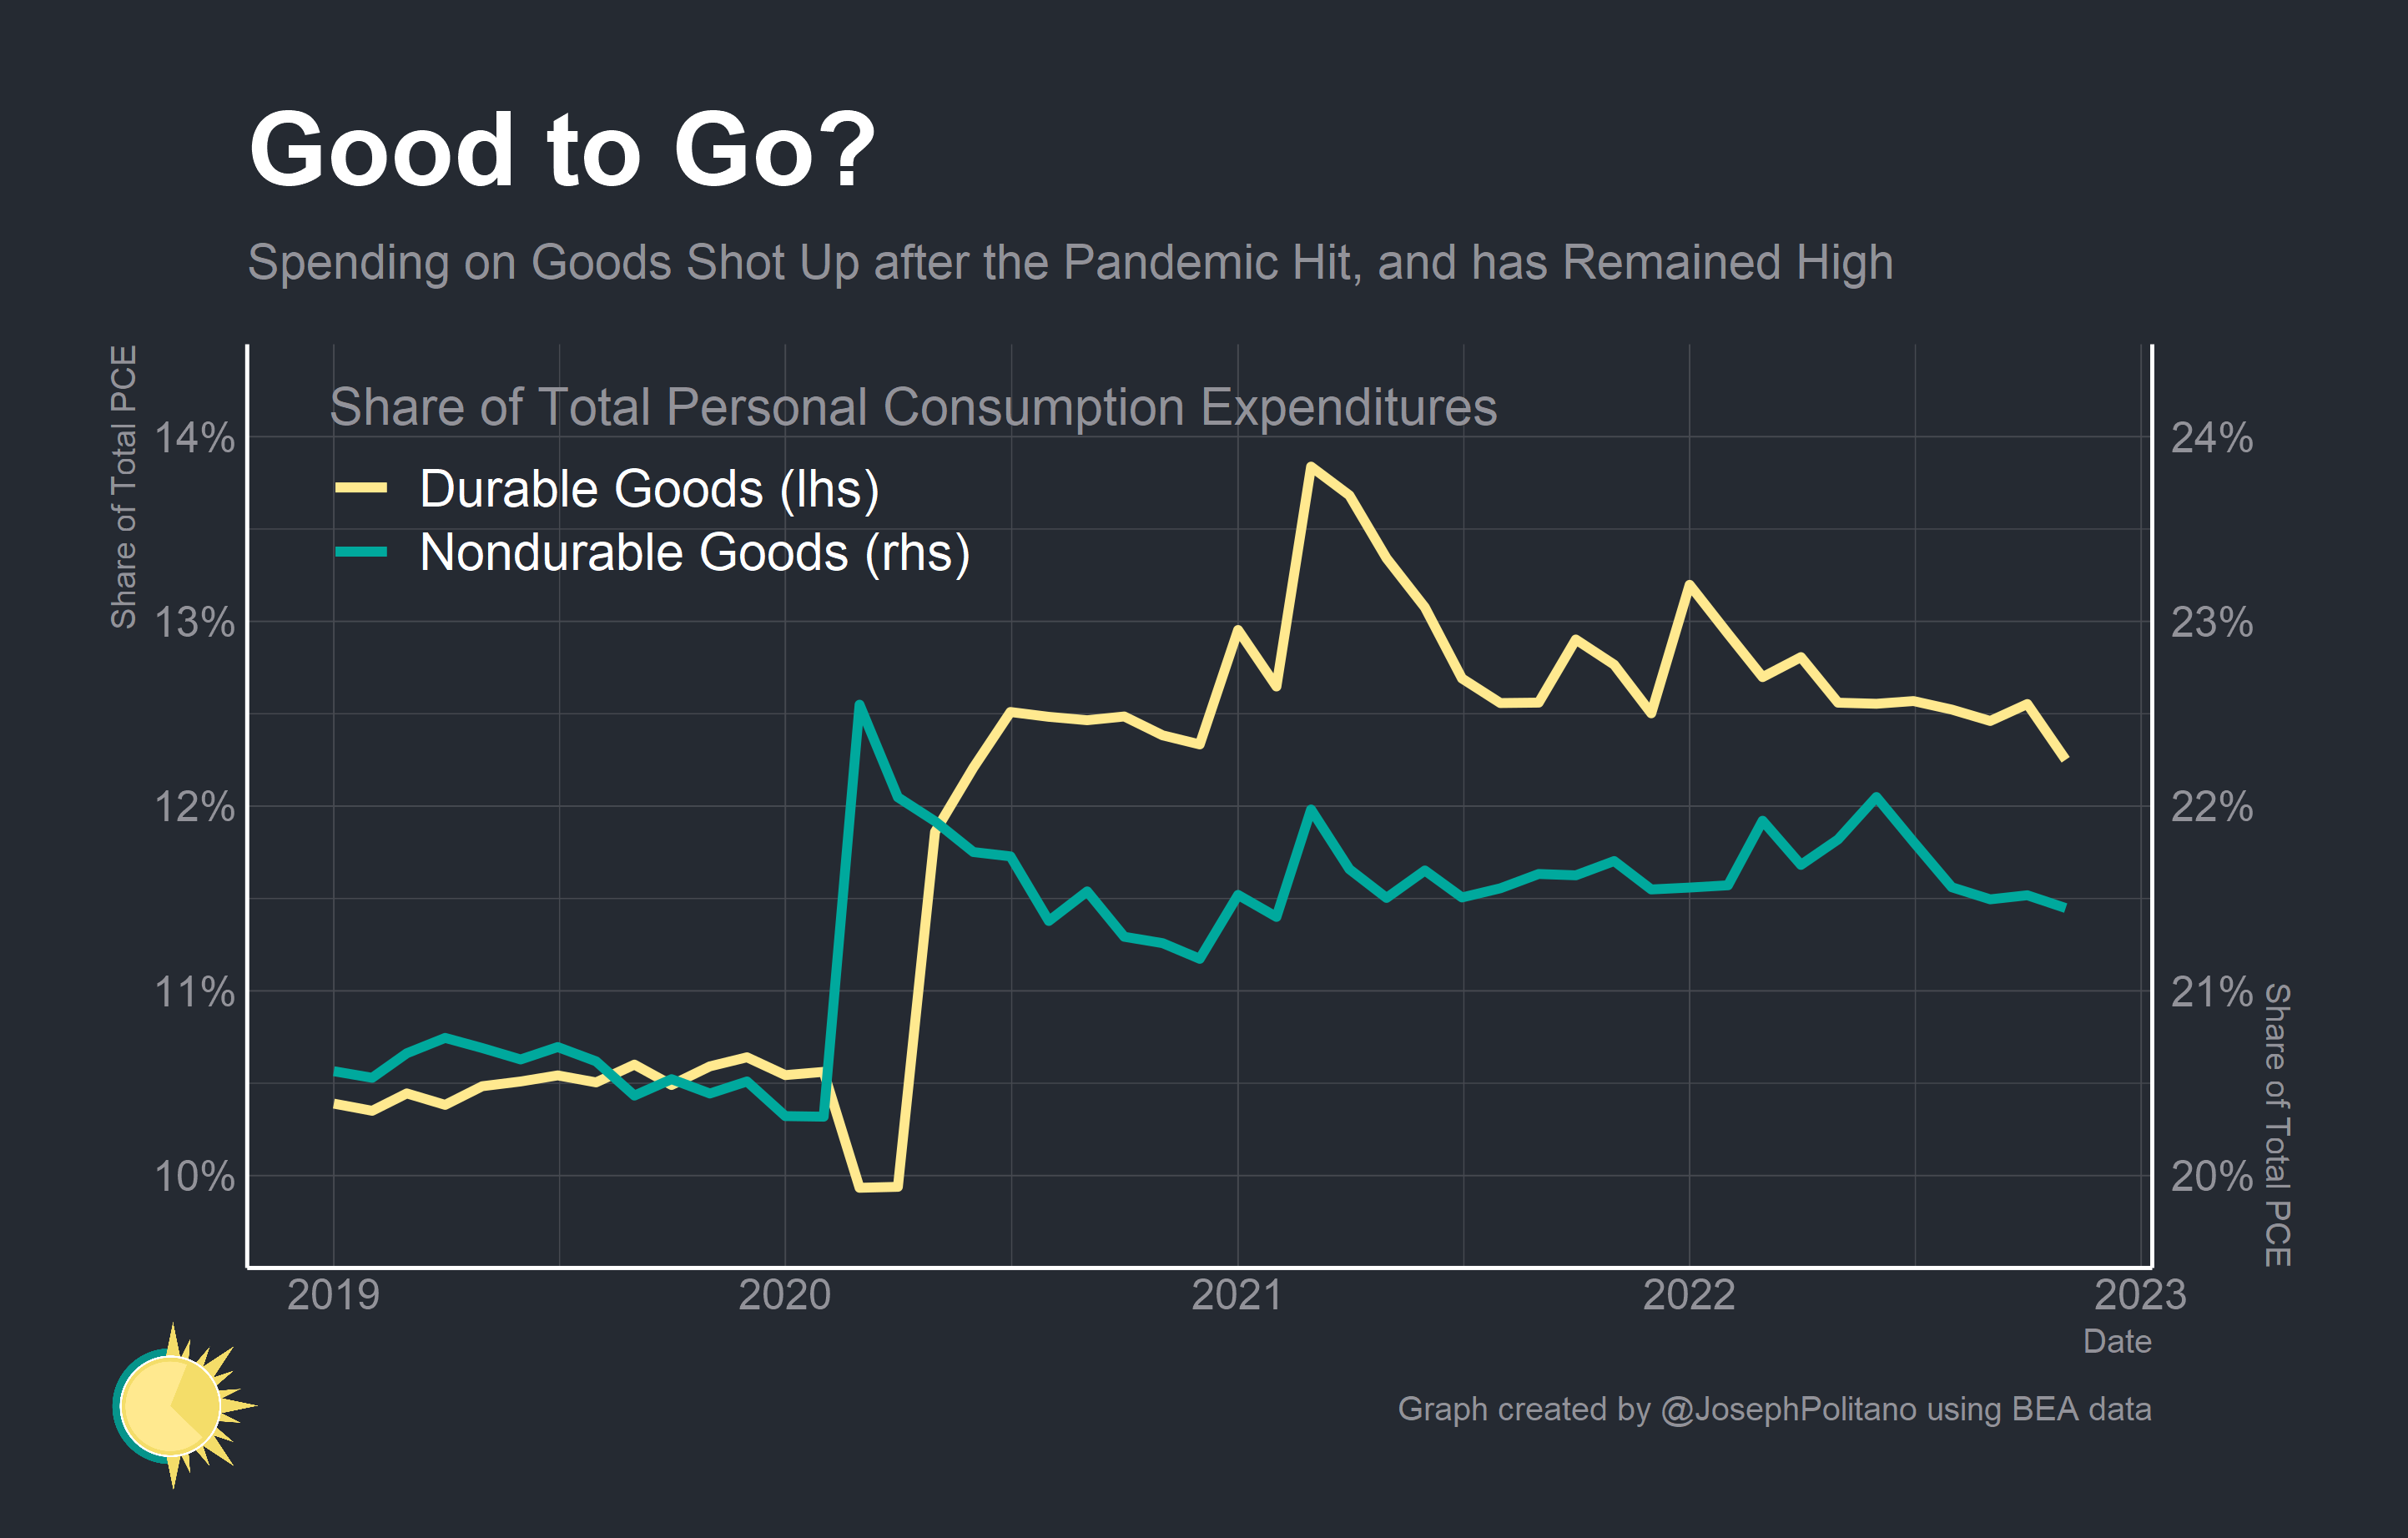 Good to Go?
Spending on Goods Shot Up after the Pandemic Hit, and has Remained High
Share of Total PCE
Share of Total Personal Consumption Expenditures
Durable Goods (lhs)
Nondurable Goods (rhs)
14%
13%
12%
11%
10%
24%
23%
22%
21%
20%
Share of Total PCE
2019
2020
2021
2022
2023
Date
Graph created by @JosephPolitano using BEA data